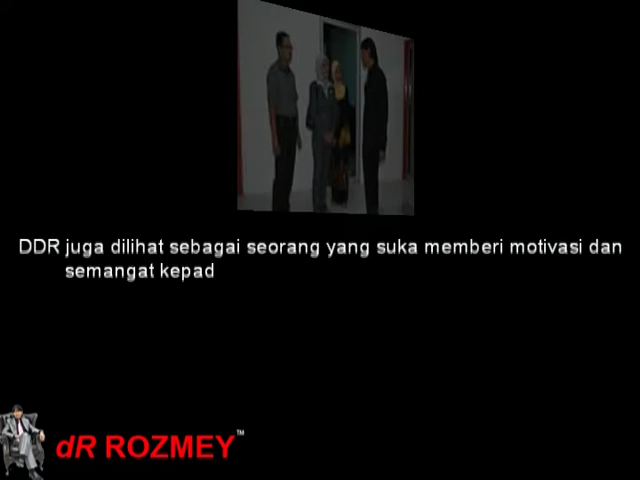 DDR juga dilihat sebagai seorang yang suka memberi motivasi dan
semangat kepad
dR ROZMEY™